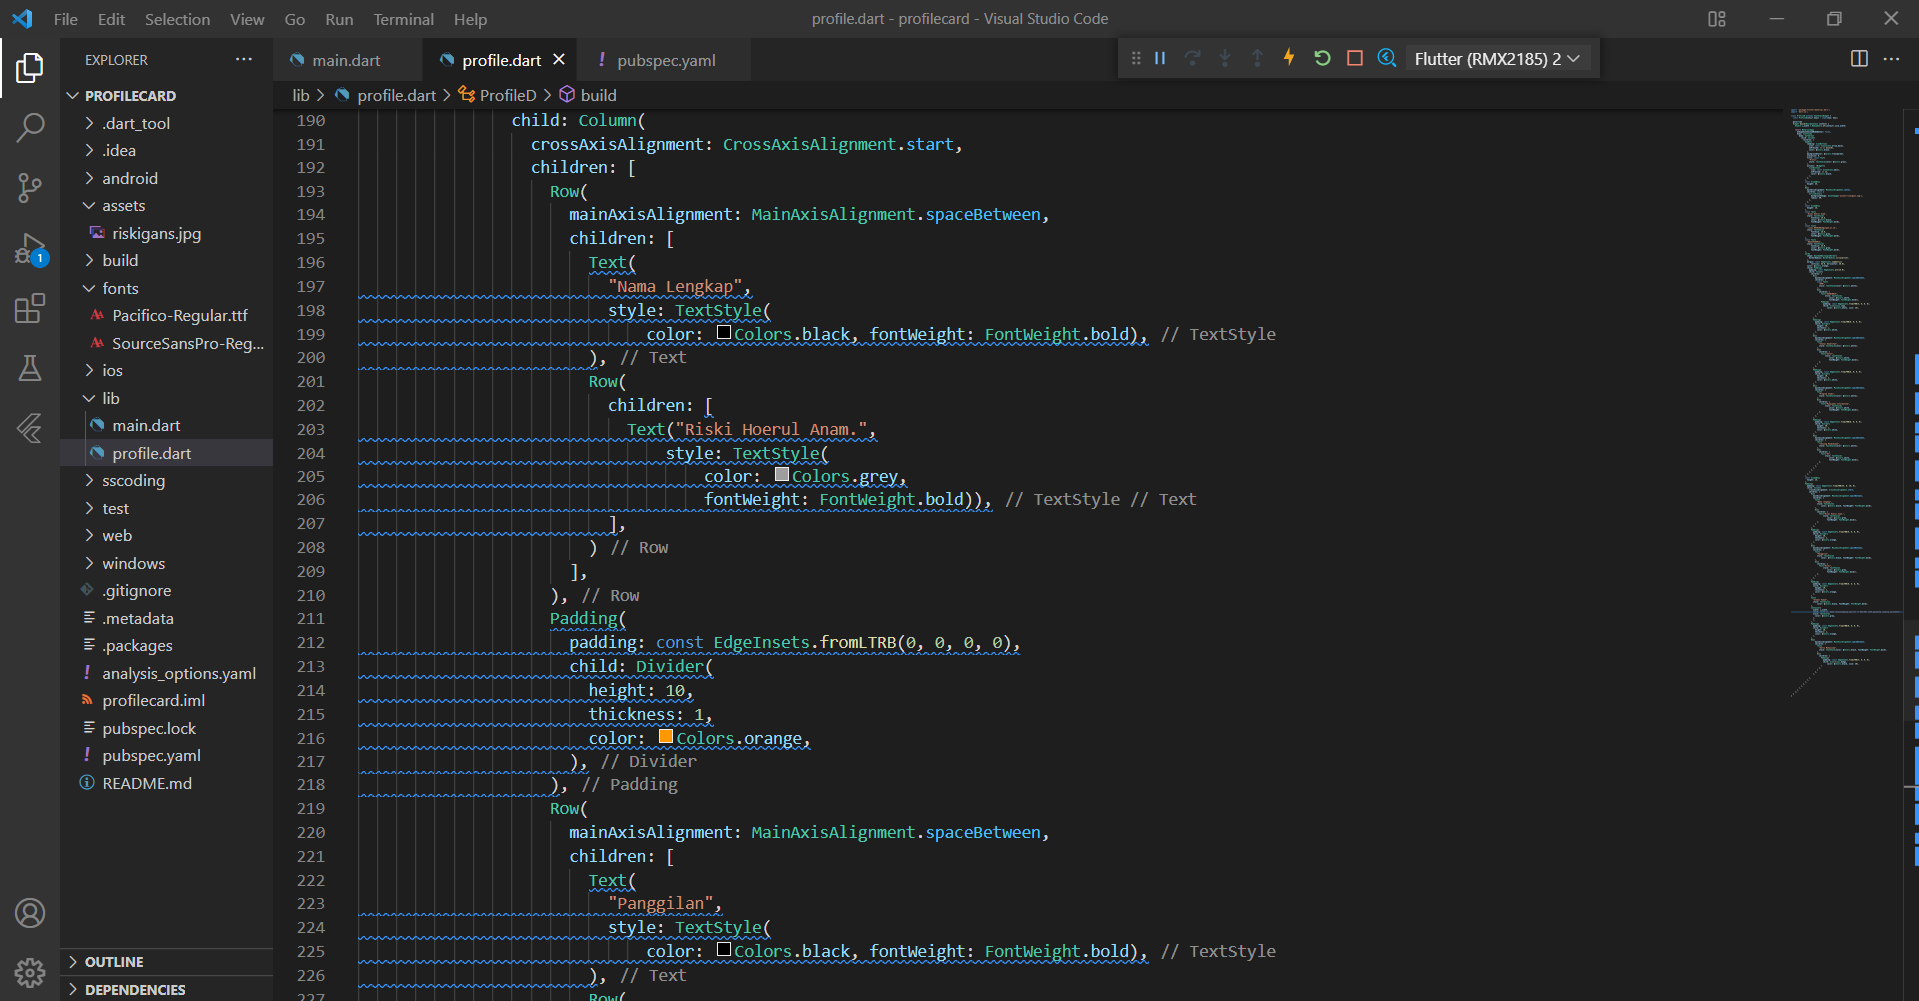 File Edit Selection View Go Run Terminal Help
profile.dart - profilecard - Visual Studio Code
EXPLORER
main.dart
profile.dart
pubspec.yaml
Flutter (RMX2185) 2
lib > profile.dart > ProfileD > build
PROFILECARD
.dart_tool
.idea
android
assets
riskigans.jpg
build
fonts
Pacifico-Regular.ttf
SourceSansPro-Reg...
ios
lib
main.dart
profile.dart
sscoding
test
web
windows
.gitignore
.metadata
.packages
analysis_options.yaml
profilecard.iml
pubspec.lock
pubspec.yaml
README.md
OUTLINE
DEPENDENCIES
1
190 child: Column(
191 crossAxisAlignment: CrossAxisAlignment.start,
192 children: [
193 Row(
194 mainAxisAlignment: MainAxisAlignment.spaceBetween,
195 children: [
196 Text(
197 "Nama Lengkap",
198 style: TextStyle(
199 color: Colors.black, fontWeight: FontWeight.bold), // TextStyle
200 ), // Text
201 Row(
202 children: [
203 Text("Riski Hoerul Anam.",
204 style: TextStyle(
205 color: Colors.grey,
206 fontWeight: FontWeight.bold)), // TextStyle // Text
207 ],
208 ) // Row
209 ],
210 ), // Row
211 Padding(
212 padding: const EdgeInsets.fromLTRB(0, 0, 0, 0),
213 child: Divider(
214 height: 10,
215 thickness: 1,
216 color: Colors.orange,
217 ), // Divider
218 ), // Padding
219 Row(
220 mainAxisAlignment: MainAxisAlignment.spaceBetween,
221 children: [
222 Text(
223 "Panggilan",
224 style: TextStyle(
225 color: Colors.black, fontWeight: FontWeight.bold), // TextStyle
226 ), // Text
227 Row(